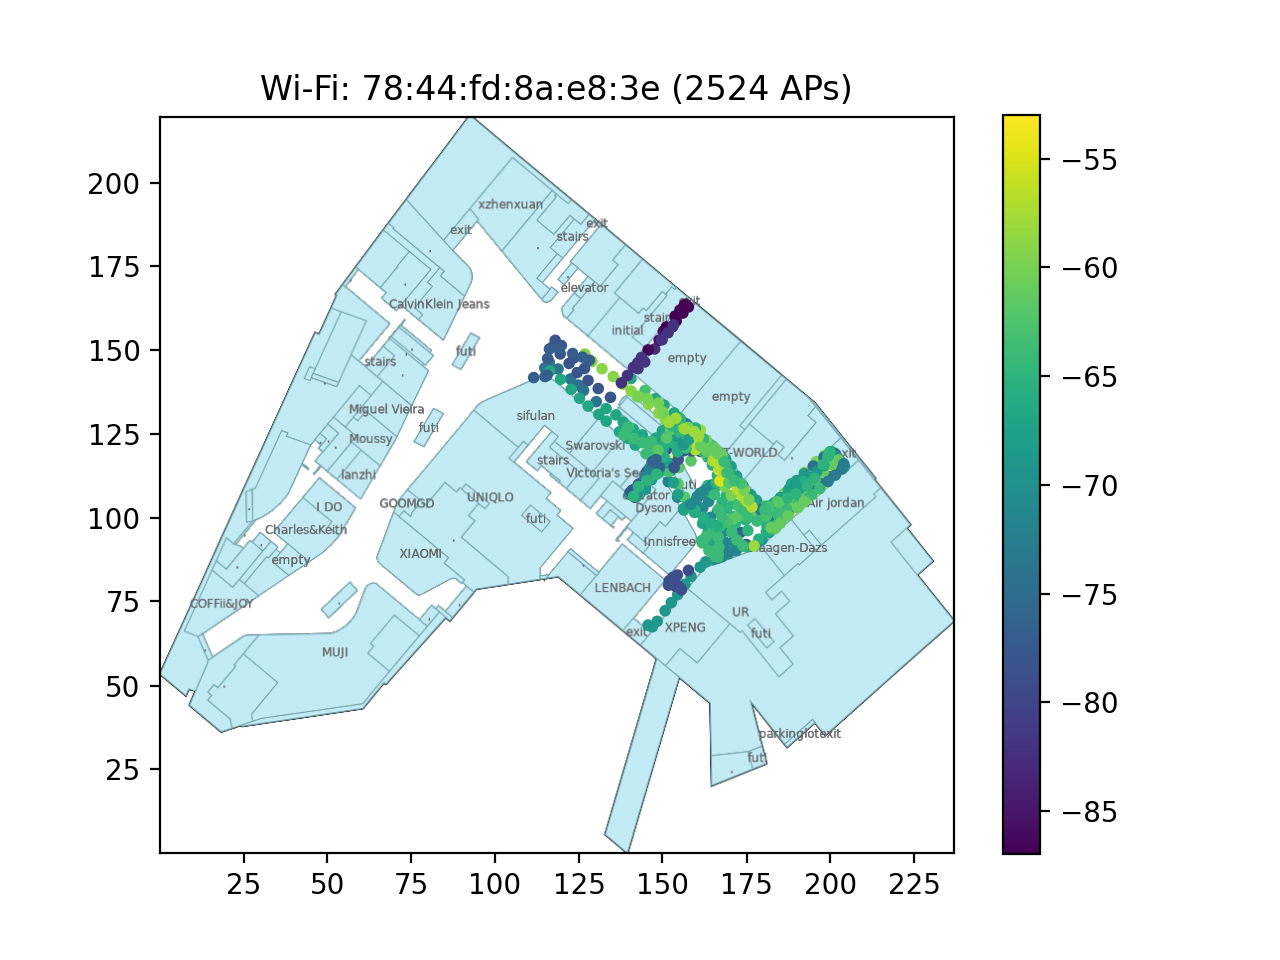 Wi-Fi: 78:44:fd:8a:e8:3e (2524 APs)
200
175
150
125
100
75
50
25
25
50
75
100
125
150
175
200
225
−55
−60
−65
−70
−75
−80
−85
xzhenxuan
exit
exit
stairs
elevator
CalvinKlein Jeans
initial
empty
stairs
futi
empty
Miguel Vieira
futi
sifulan
Moussy
Swarovski
T-WORLD
stairs
Victoria's Se
lanzhi
UNIQLO
GOOMGD
I DO
Dyson
Air jordan
futi
Charles&Keith
Innisfree
aagen-Dazs
XIAOMI
empty
LENBACH
COFFii&JOY
UR
exit
XPENG
futi
MUJI
parkinglotexit
futi